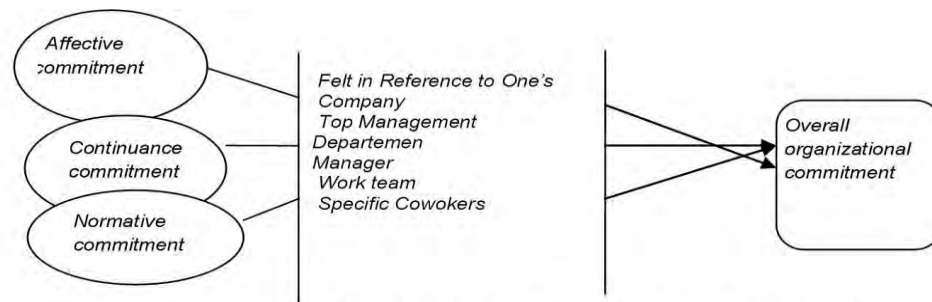 Affective
commitment
Continuance
commitment
Normative
commitment
Felt in Reference to One's
Company
Top Management
Departemen
Manager
Work team
Specific Cowokers
Overall
organizational
commitment